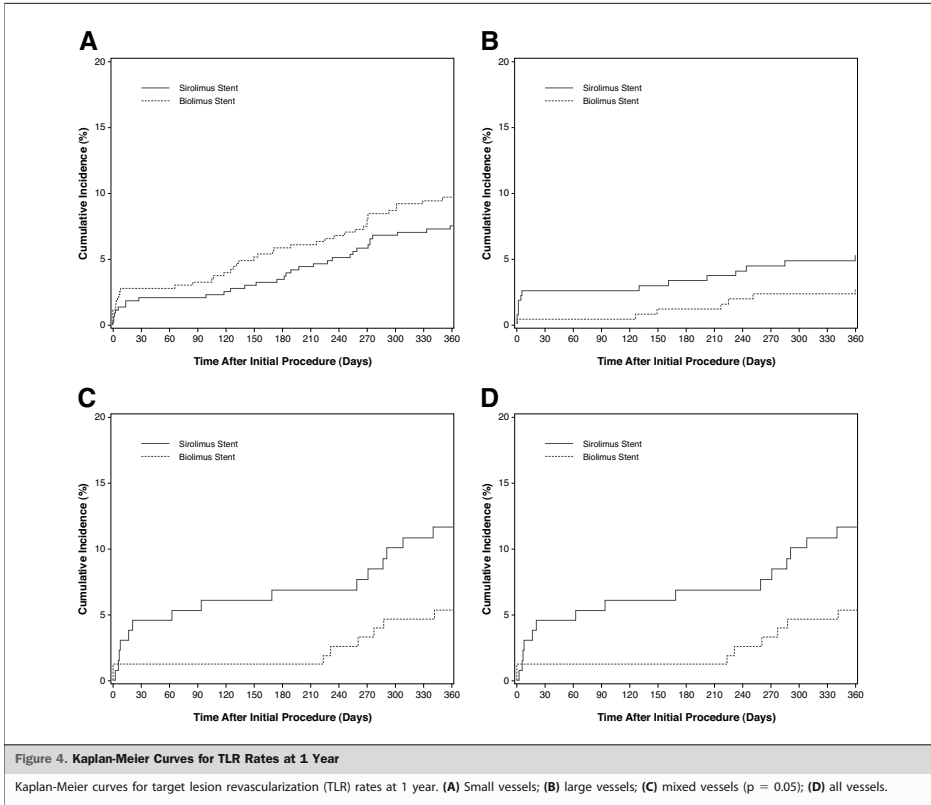 A
20
15
10
5
0
Cumulative Incidence (%)
Sirolimus Stent
Biolimus Stent
0 30 60 90 120 150 180 210 240 270 300 330 360
Time After Initial Procedure (Days)
B
20
15
10
5
0
Cumulative Incidence (%)
Sirolimus Stent
Biolimus Stent
0 30 60 90 120 150 180 210 240 270 300 330 360
Time After Initial Procedure (Days)
C
20
15
10
5
0
Cumulative Incidence (%)
Sirolimus Stent
Biolimus Stent
0 30 60 90 120 150 180 210 240 270 300 330 360
Time After Initial Procedure (Days)
D
20
15
10
5
0
Cumulative Incidence (%)
Sirolimus Stent
Biolimus Stent
0 30 60 90 120 150 180 210 240 270 300 330 360
Time After Initial Procedure (Days)
Figure 4. Kaplan-Meier Curves for TLR Rates at 1 Year
Kaplan-Meier curves for target lesion revascularization (TLR) rates at 1 year. (A) Small vessels; (B) large vessels; (C) mixed vessels (p = 0.05); (D) all vessels.